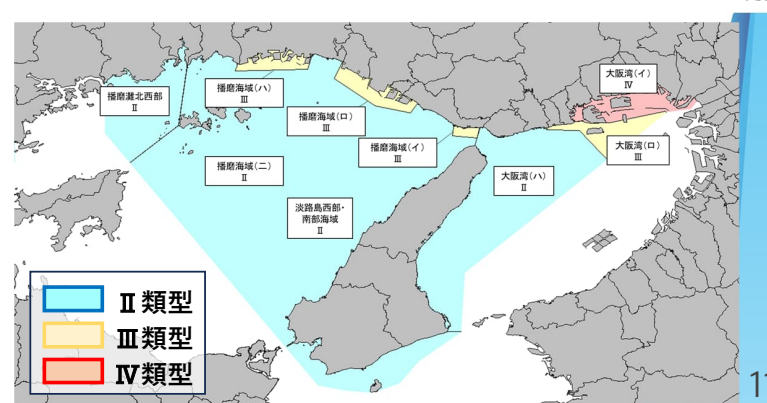 大阪湾(イ)
Ⅳ
播磨灘北西部
Ⅱ
播磨海域(ハ)
Ⅲ
播磨海域(ロ)
Ⅲ
播磨海域(イ)
Ⅲ
大阪湾(ロ)
Ⅲ
播磨海域(ニ)
Ⅱ
大阪湾(ハ)
Ⅱ
淡路島西部・
南部海域
Ⅱ
Ⅱ類型
Ⅲ類型
Ⅳ類型